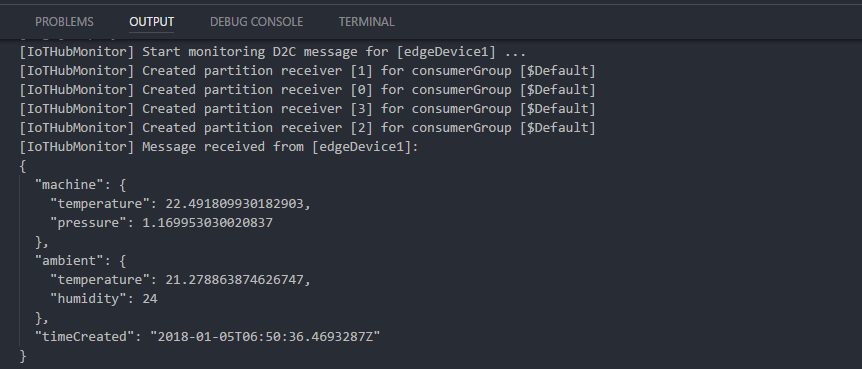 PROBLEMS OUTPUT DEBUG CONSOLE TERMINAL
[IoTHubMonitor] Start monitoring D2C message for [edgeDevice1] ...
[IoTHubMonitor] Created partition receiver [1] for consumerGroup [$Default]
[IoTHubMonitor] Created partition receiver [0] for consumerGroup [$Default]
[IoTHubMonitor] Created partition receiver [3] for consumerGroup [$Default]
[IoTHubMonitor] Created partition receiver [2] for consumerGroup [$Default]
[IoTHubMonitor] Message received from [edgeDevice1]:
{
  "machine": {
    "temperature": 22.491809930182903,
    "pressure": 1.169953030020837
  },
  "ambient": {
    "temperature": 21.278863874626747,
    "humidity": 24
  },
  "timeCreated": "2018-01-05T06:50:36.4693287Z"
}